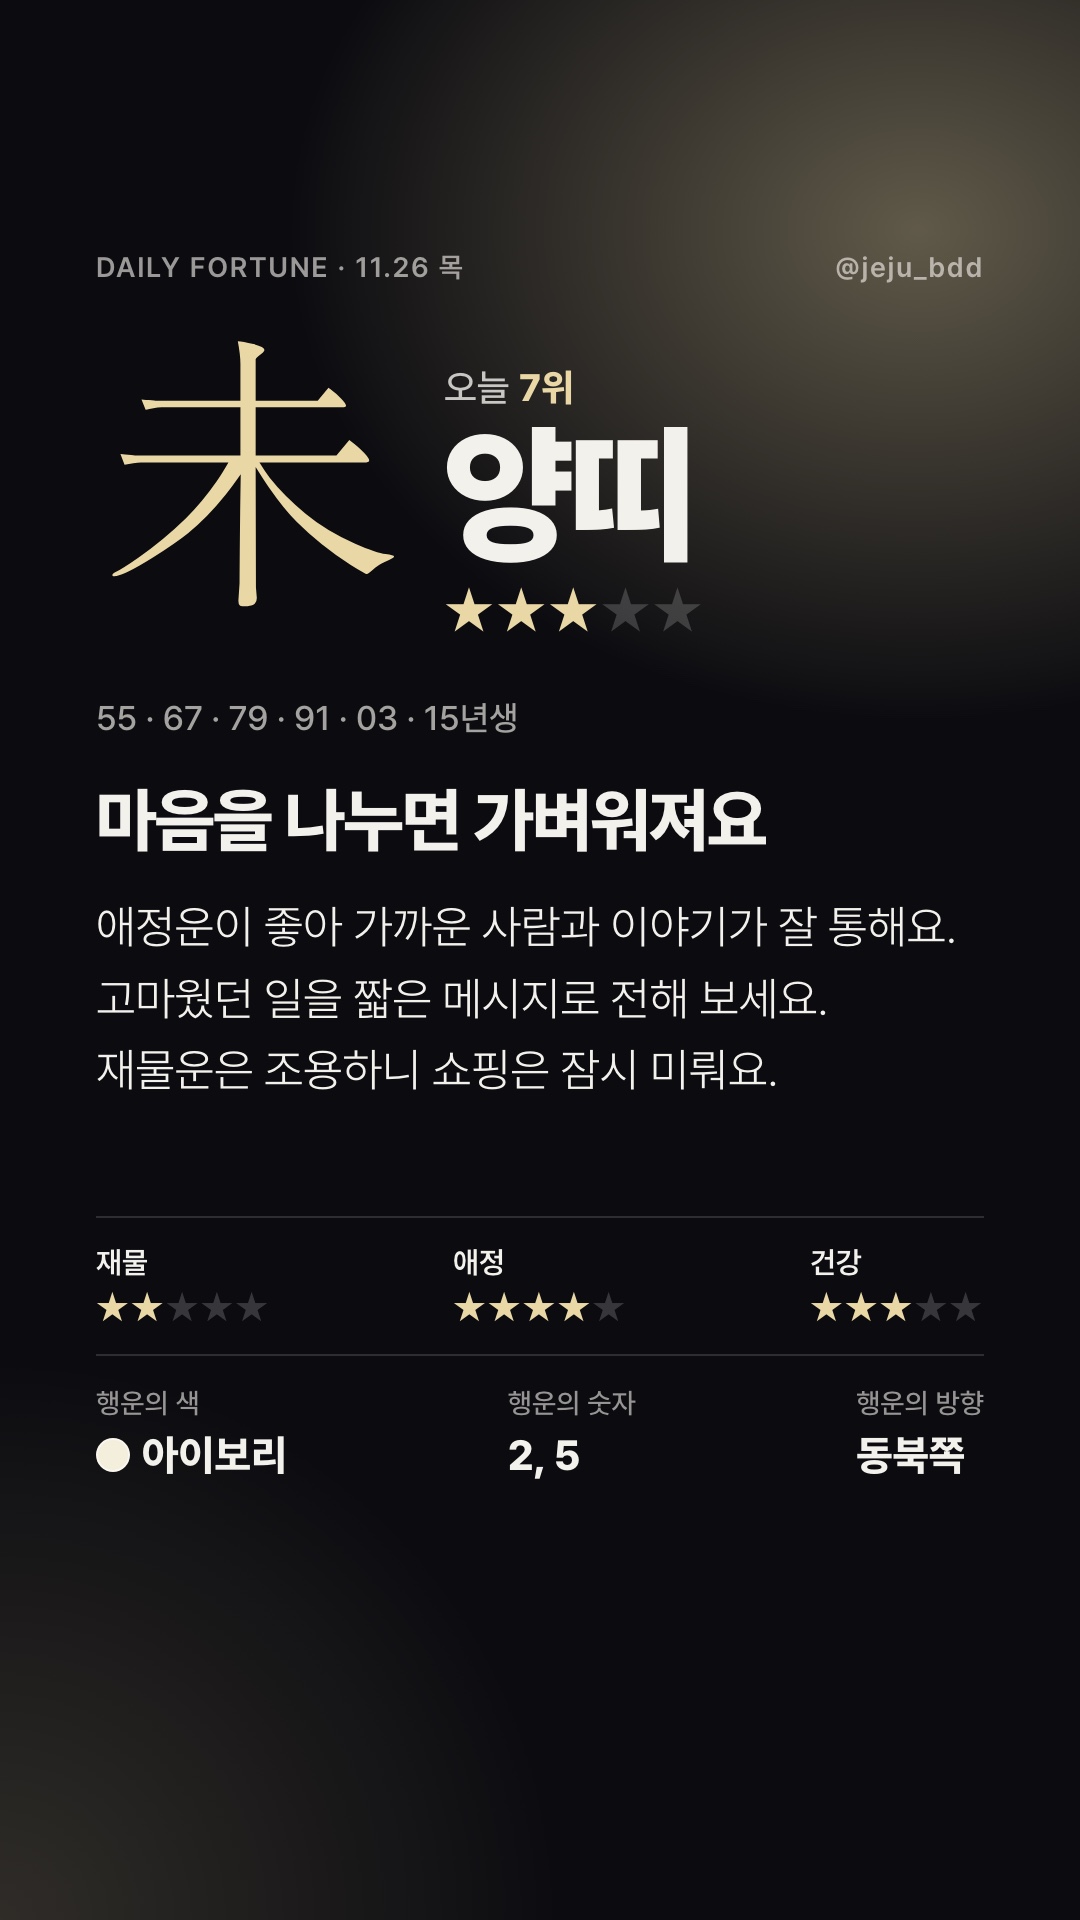 DAILY FORTUNE · 11.26 목
@jeju_bdd
未
오늘 7위
양띠
★★★★★
55 · 67 · 79 · 91 · 03 · 15년생
마음을 나누면 가벼워져요
애정운이 좋아 가까운 사람과 이야기가 잘 통해요.
고마웠던 일을 짧은 메시지로 전해 보세요.
재물운은 조용하니 쇼핑은 잠시 미뤄요.
재물 애정 건강
★★★★★ ★★★★★ ★★★★★
행운의 색 행운의 숫자 행운의 방향
아이보리 2, 5 동북쪽